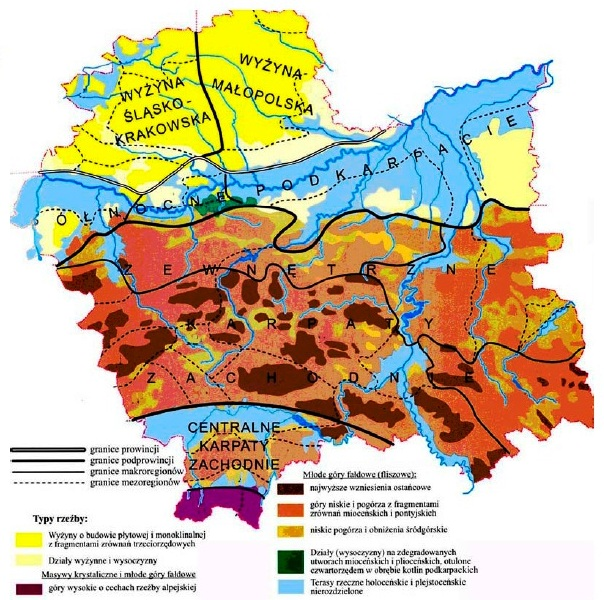 WYŻYNA
MAŁOPOLSKA
WYŻYNA
ŚLĄSKO-
KRAKOWSKA
ÓŁNOCNE PODKARPACIE
ZEWNĘTRZNE
KARPATY
ZACHODNIE
CENTRALNE
KARPATY
ZACHODNIE
granice prowincji
granice podprowincji
granice makroregionów
granice mezoregionów
Typy rzeźby:
Wyżyny o budowie płytowej i monoklinalnej
z fragmentami zrównań trzeciorzędowych
Działy wyżynne i wysoczyzny
Masywy krystaliczne i młode góry fałdowe
góry wysokie o cechach rzeźby alpejskiej
Młode góry fałdowe (fliszowe):
najwyższe wzniesienia ostańcowe
góry niskie i pogórza z fragmentami
zrównań mioceńskich i pontyjskich
niskie pogórza i obniżenia śródgórskie
Działy (wysoczyzny) na zdegradowanych
utworach mioceńskich i plioceńskich, otulone
czwartorzędem w obrębie kotlin podkarpackich
Terasy rzeczne holoceńskie i plejstoceńskie
nierozdzielone